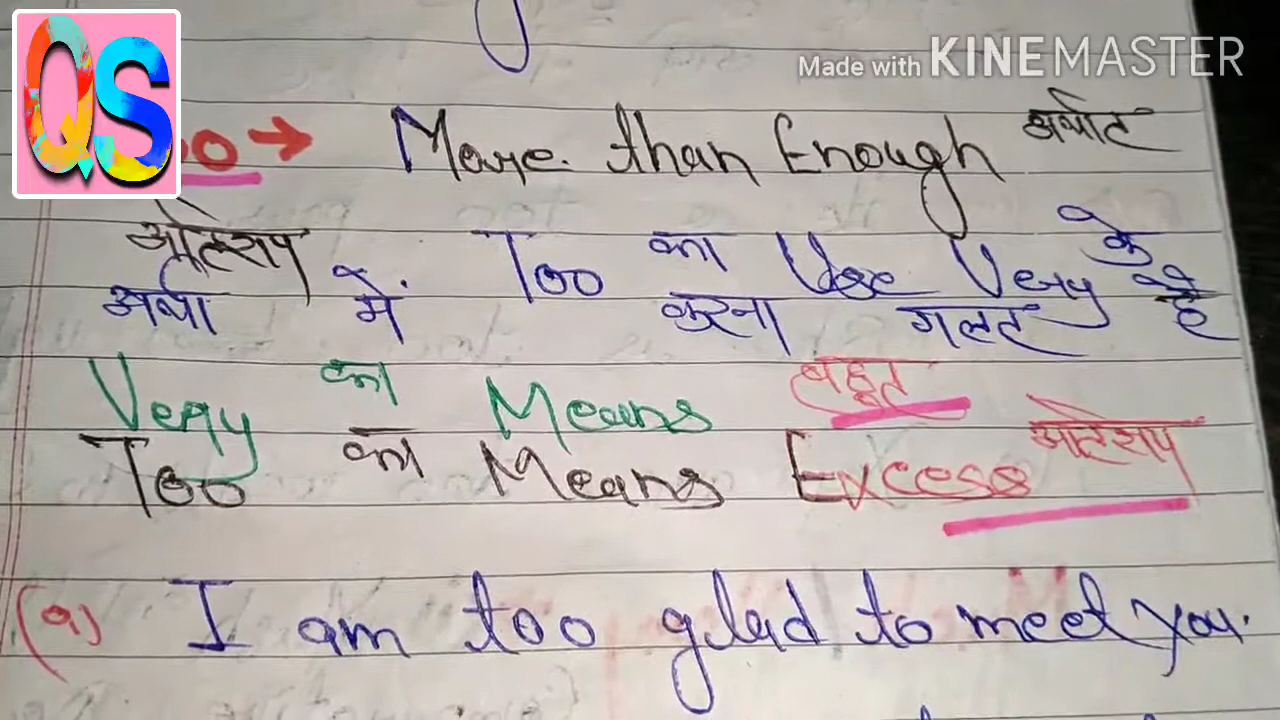 QS
Made with KINEMASTER
→ More than Enough अर्थात
अतिशय Too का Use Very के
अर्थ में करना गलत है
Very का Means बहुत
Too का Means Excess अतिशय
(a) I am too glad to meet you.